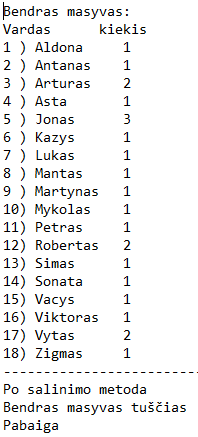 Bendras masyvas:
Vardas kiekis
1 ) Aldona 1
2 ) Antanas 1
3 ) Arturas 2
4 ) Asta 1
5 ) Jonas 3
6 ) Kazys 1
7 ) Lukas 1
8 ) Mantas 1
9 ) Martynas 1
10) Mykolas 1
11) Petras 1
12) Robertas 2
13) Simas 1
14) Sonata 1
15) Vacys 1
16) Viktoras 1
17) Vytas 2
18) Zigmas 1
-------------------------
Po salinimo metoda
Bendras masyvas tuščias
Pabaiga